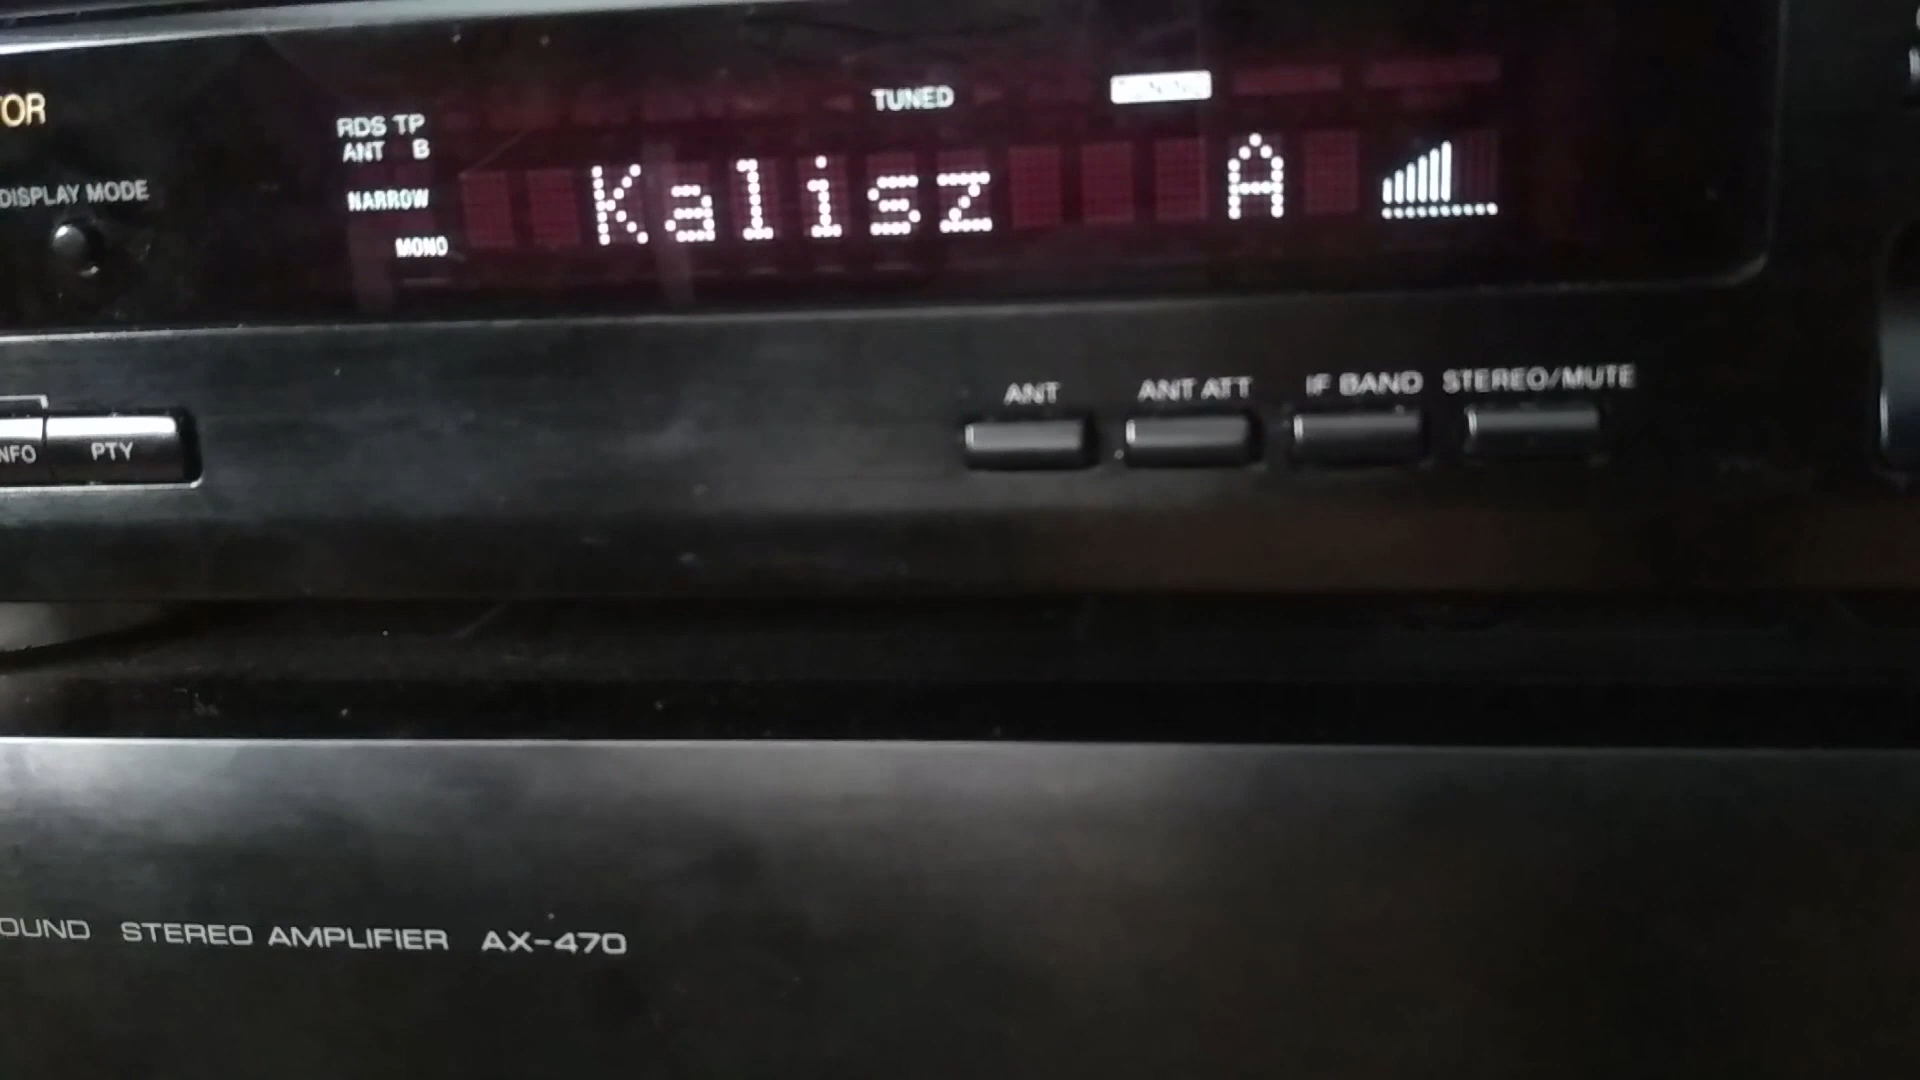 TOR
RDS TP
ANT B
TUNED
DISPLAY MODE
NARROW
Kalisz A
MONO
ANT ANT ATT IF BAND STEREO/MUTE
NFO PTY
OUND STEREO AMPLIFIER AX-470